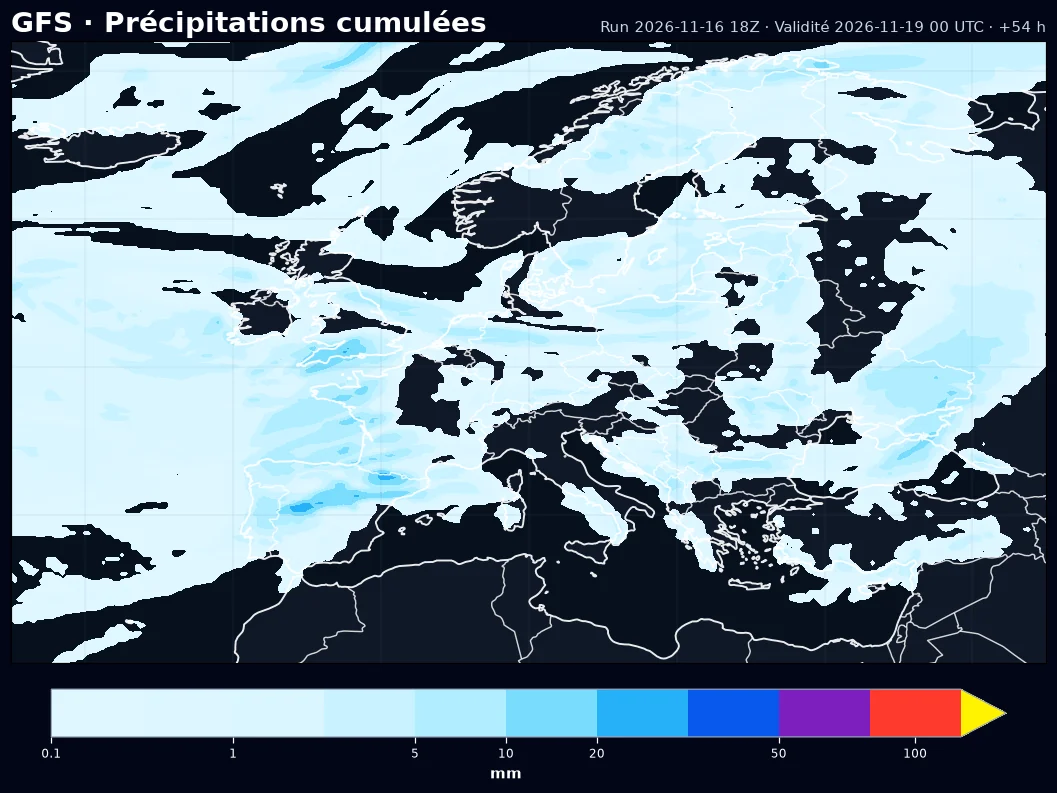 GFS · Précipitations cumulées
Run 2026-11-16 18Z · Validité 2026-11-19 00 UTC · +54 h
0.1 1 5 10 20 50 100
mm